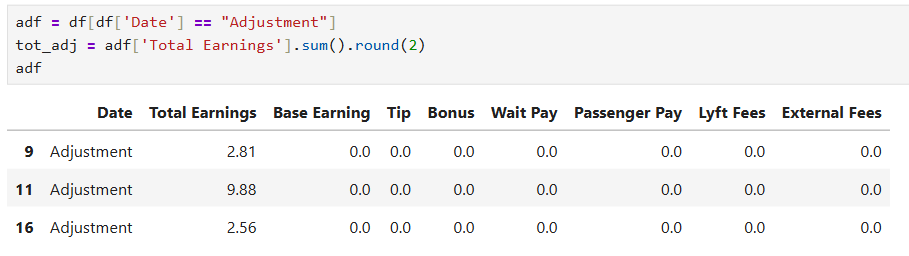 adf = df[df['Date'] == "Adjustment"]
tot_adj = adf['Total Earnings'].sum().round(2)
adf
Date Total Earnings Base Earning Tip Bonus Wait Pay Passenger Pay Lyft Fees External Fees
9 Adjustment 2.81 0.0 0.0 0.0 0.0 0.0 0.0 0.0
11 Adjustment 9.88 0.0 0.0 0.0 0.0 0.0 0.0 0.0
16 Adjustment 2.56 0.0 0.0 0.0 0.0 0.0 0.0 0.0